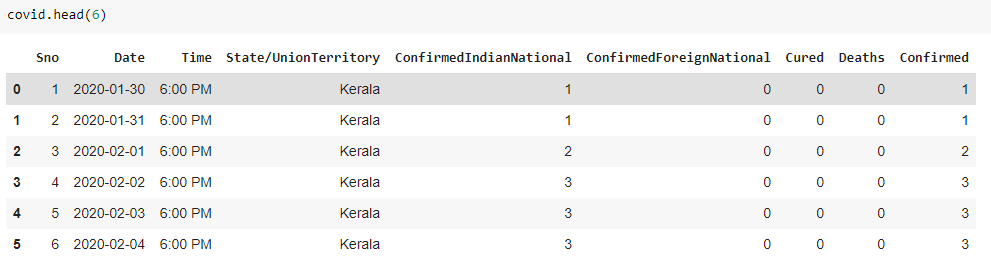 covid.head(6)
Sno Date Time State/UnionTerritory ConfirmedIndianNational ConfirmedForeignNational Cured Deaths Confirmed
0 1 2020-01-30 6:00 PM Kerala 1 0 0 0 1
1 2 2020-01-31 6:00 PM Kerala 1 0 0 0 1
2 3 2020-02-01 6:00 PM Kerala 2 0 0 0 2
3 4 2020-02-02 6:00 PM Kerala 3 0 0 0 3
4 5 2020-02-03 6:00 PM Kerala 3 0 0 0 3
5 6 2020-02-04 6:00 PM Kerala 3 0 0 0 3